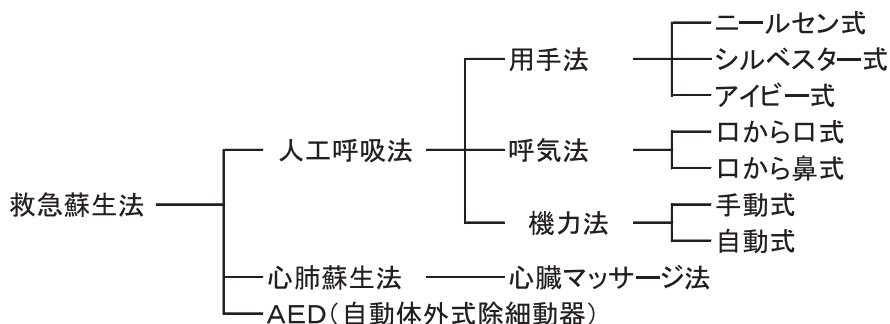 救急蘇生法
人工呼吸法
用手法
ニールセン式
シルベスター式
アイビー式
呼気法
口から口式
口から鼻式
機力法
手動式
自動式
心肺蘇生法
心臓マッサージ法
AED（自動体外式除細動器）